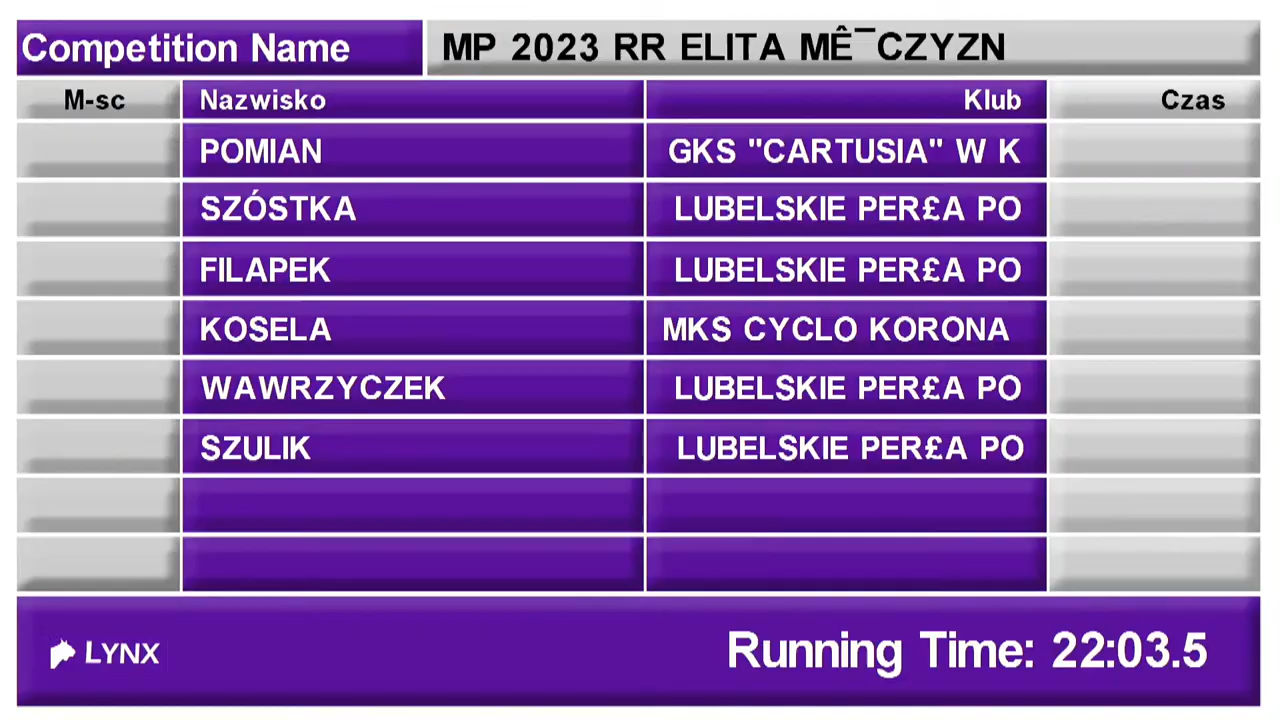 Competition Name MP 2023 RR ELITA MÊ¯CZYZN
M-sc Nazwisko Klub Czas
POMIAN GKS "CARTUSIA" W K
SZÓSTKA LUBELSKIE PER£A PO
FILAPEK LUBELSKIE PER£A PO
KOSELA MKS CYCLO KORONA
WAWRZYCZEK LUBELSKIE PER£A PO
SZULIK LUBELSKIE PER£A PO
LYNX Running Time: 22:03.5